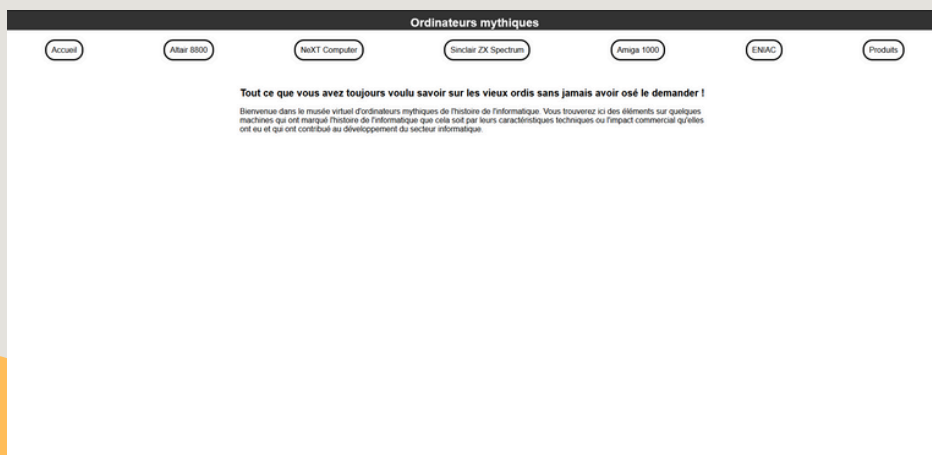 Ordinateurs mythiques
Accueil
Altair 8800
NeXT Computer
Sinclair ZX Spectrum
Amiga 1000
ENIAC
Produits
Tout ce que vous avez toujours voulu savoir sur les vieux ordis sans jamais avoir osé le demander !
Bienvenue dans le musée virtuel d'ordinateurs mythiques de l'histoire de l'informatique. Vous trouverez ici des éléments sur quelques
machines qui ont marqué l'histoire de l'informatique que cela soit par leurs caractéristiques techniques ou l'impact commercial qu'elles
ont eu et qui ont contribué au développement du secteur informatique.